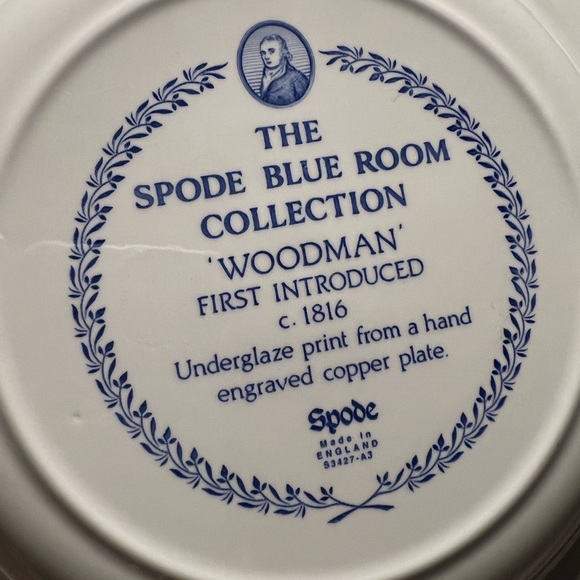 THE
SPODE BLUE ROOM
COLLECTION
'WOODMAN'
FIRST INTRODUCED
c. 1816
Underglaze print from a hand
engraved copper plate.
Spode
Made in
ENGLAND
S3427-A3